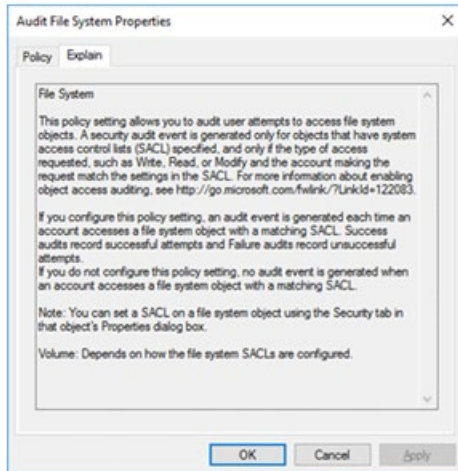 Audit File System Properties
Policy Explain
File System
This policy setting allows you to audit user attempts to access file system
objects. A security audit event is generated only for objects that have system
access control lists (SACL) specified, and only if the type of access
requested, such as Write, Read, or Modify and the account making the
request match the settings in the SACL. For more information about enabling
object access auditing, see http://go.microsoft.com/fwlink/?LinkId=122083.
If you configure this policy setting, an audit event is generated each time an
account accesses a file system object with a matching SACL. Success
audits record successful attempts and Failure audits record unsuccessful
attempts.
If you do not configure this policy setting, no audit event is generated when
an account accesses a file system object with a matching SACL.
Note: You can set a SACL on a file system object using the Security tab in
that object's Properties dialog box.
Volume: Depends on how the file system SACLs are configured.
OK Cancel Apply